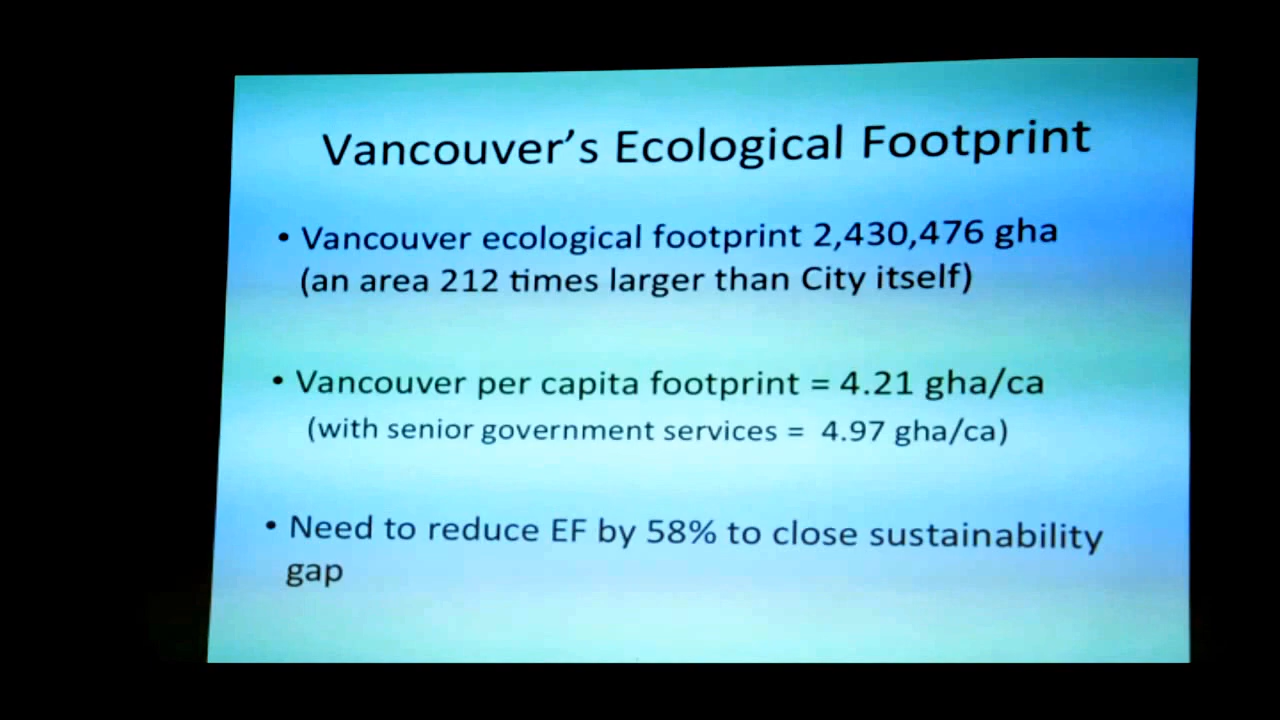 Vancouver's Ecological Footprint
• Vancouver ecological footprint 2,430,476 gha
(an area 212 times larger than City itself)
• Vancouver per capita footprint = 4.21 gha/ca
(with senior government services = 4.97 gha/ca)
• Need to reduce EF by 58% to close sustainability
gap